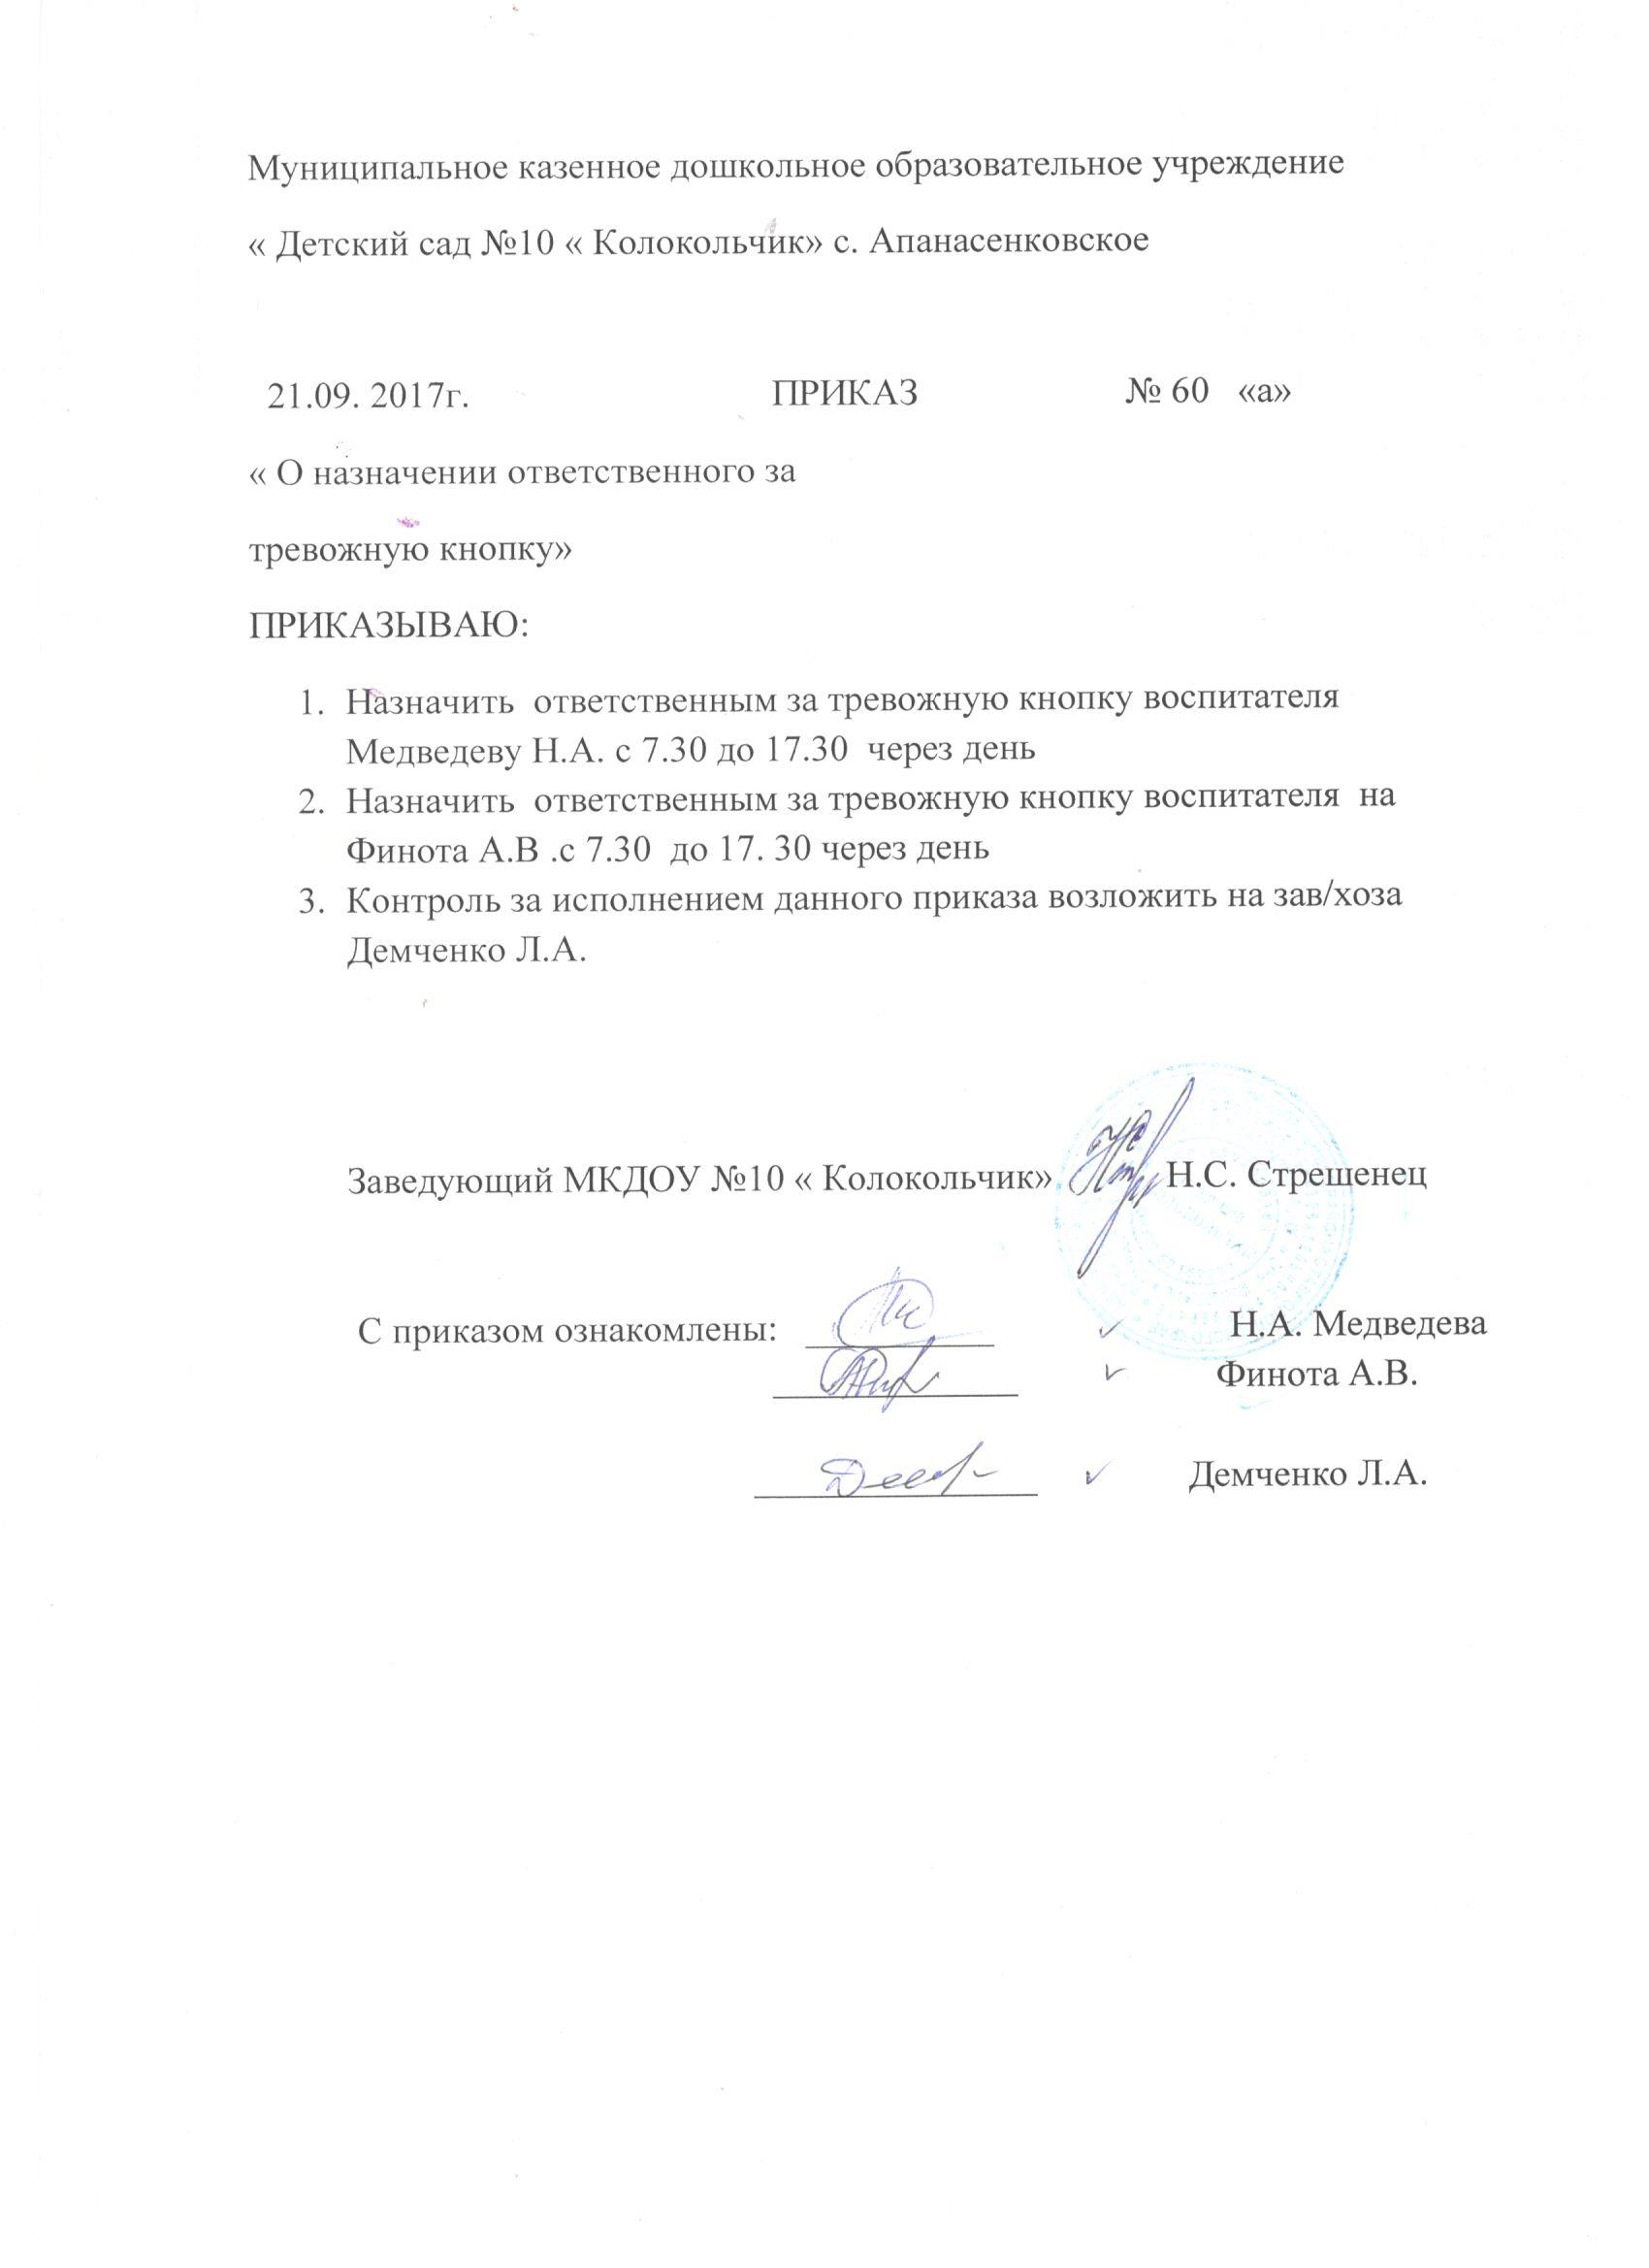 Муниципальное казенное дошкольное образовательное учреждение
« Детский сад №10 « Колокольчик» с. Апанасенковское
21.09. 2017г. ПРИКАЗ № 60 «а»
« О назначении ответственного за
тревожную кнопку»
ПРИКАЗЫВАЮ:
1. Назначить ответственным за тревожную кнопку воспитателя
Медведеву Н.А. с 7.30 до 17.30 через день
2. Назначить ответственным за тревожную кнопку воспитателя на
Финота А.В .с 7.30 до 17. 30 через день
3. Контроль за исполнением данного приказа возложить на зав/хоза
Демченко Л.А.
Заведующий МКДОУ №10 « Колокольчик» Н.С. Стрешенец
С приказом ознакомлены: Н.А. Медведева
Финота А.В.
Демченко Л.А.